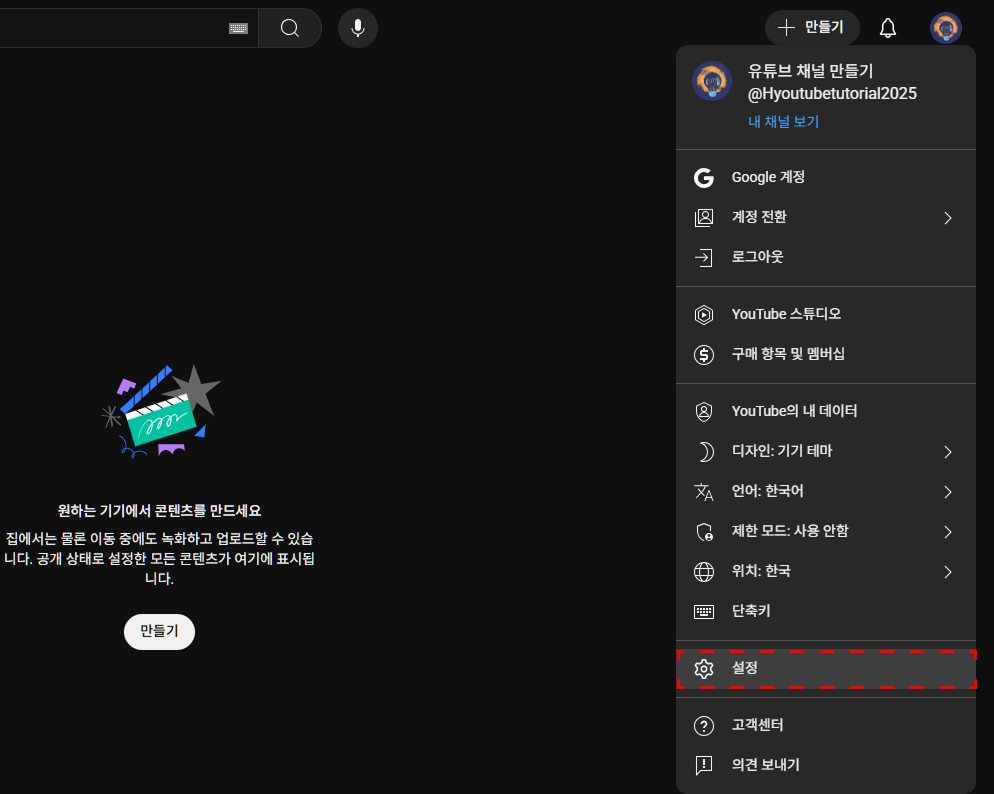 만들기
유튜브 채널 만들기
@Hyoutubetutorial2025
내 채널 보기
Google 계정
계정 전환
로그아웃
YouTube 스튜디오
구매 항목 및 멤버십
YouTube의 내 데이터
디자인: 기기 테마
언어: 한국어
제한 모드: 사용 안함
위치: 한국
단축키
설정
고객센터
의견 보내기
원하는 기기에서 콘텐츠를 만드세요
집에서는 물론 이동 중에도 녹화하고 업로드할 수 있습
니다. 공개 상태로 설정한 모든 콘텐츠가 여기에 표시됩
니다.
만들기